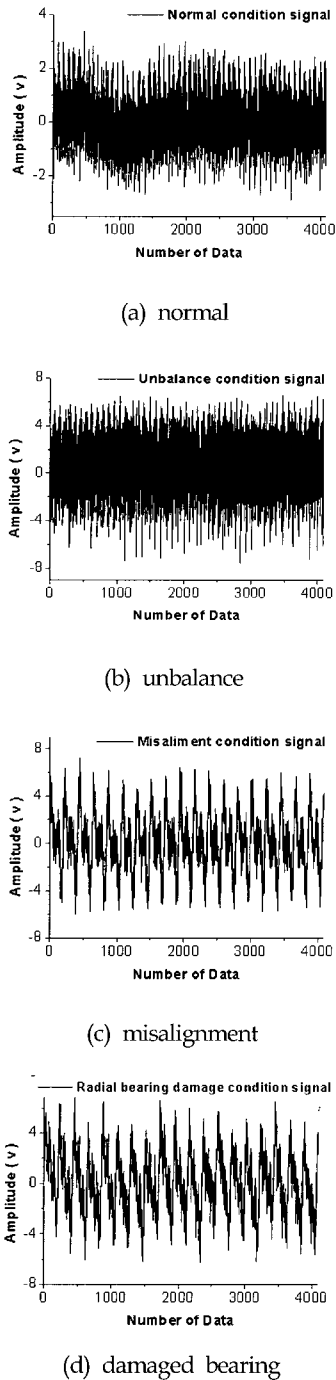 Normal condition signal
4
2
0
-2
Amplitude ( v )
0 1000 2000 3000 4000
Number of Data
(a) normal
Unbalance condition signal
8
4
0
-4
-8
Amplitude ( v )
0 1000 2000 3000 4000
Number of Data
(b) unbalance
Misaliment condition signal
8
4
0
-4
-8
Amplitude ( v )
0 1000 2000 3000 4000
Number of Data
(c) misalignment
Radial bearing damage condition signal
4
0
-4
-8
Amplitude ( v )
0 1000 2000 3000 4000
Number of Data
(d) damaged bearing